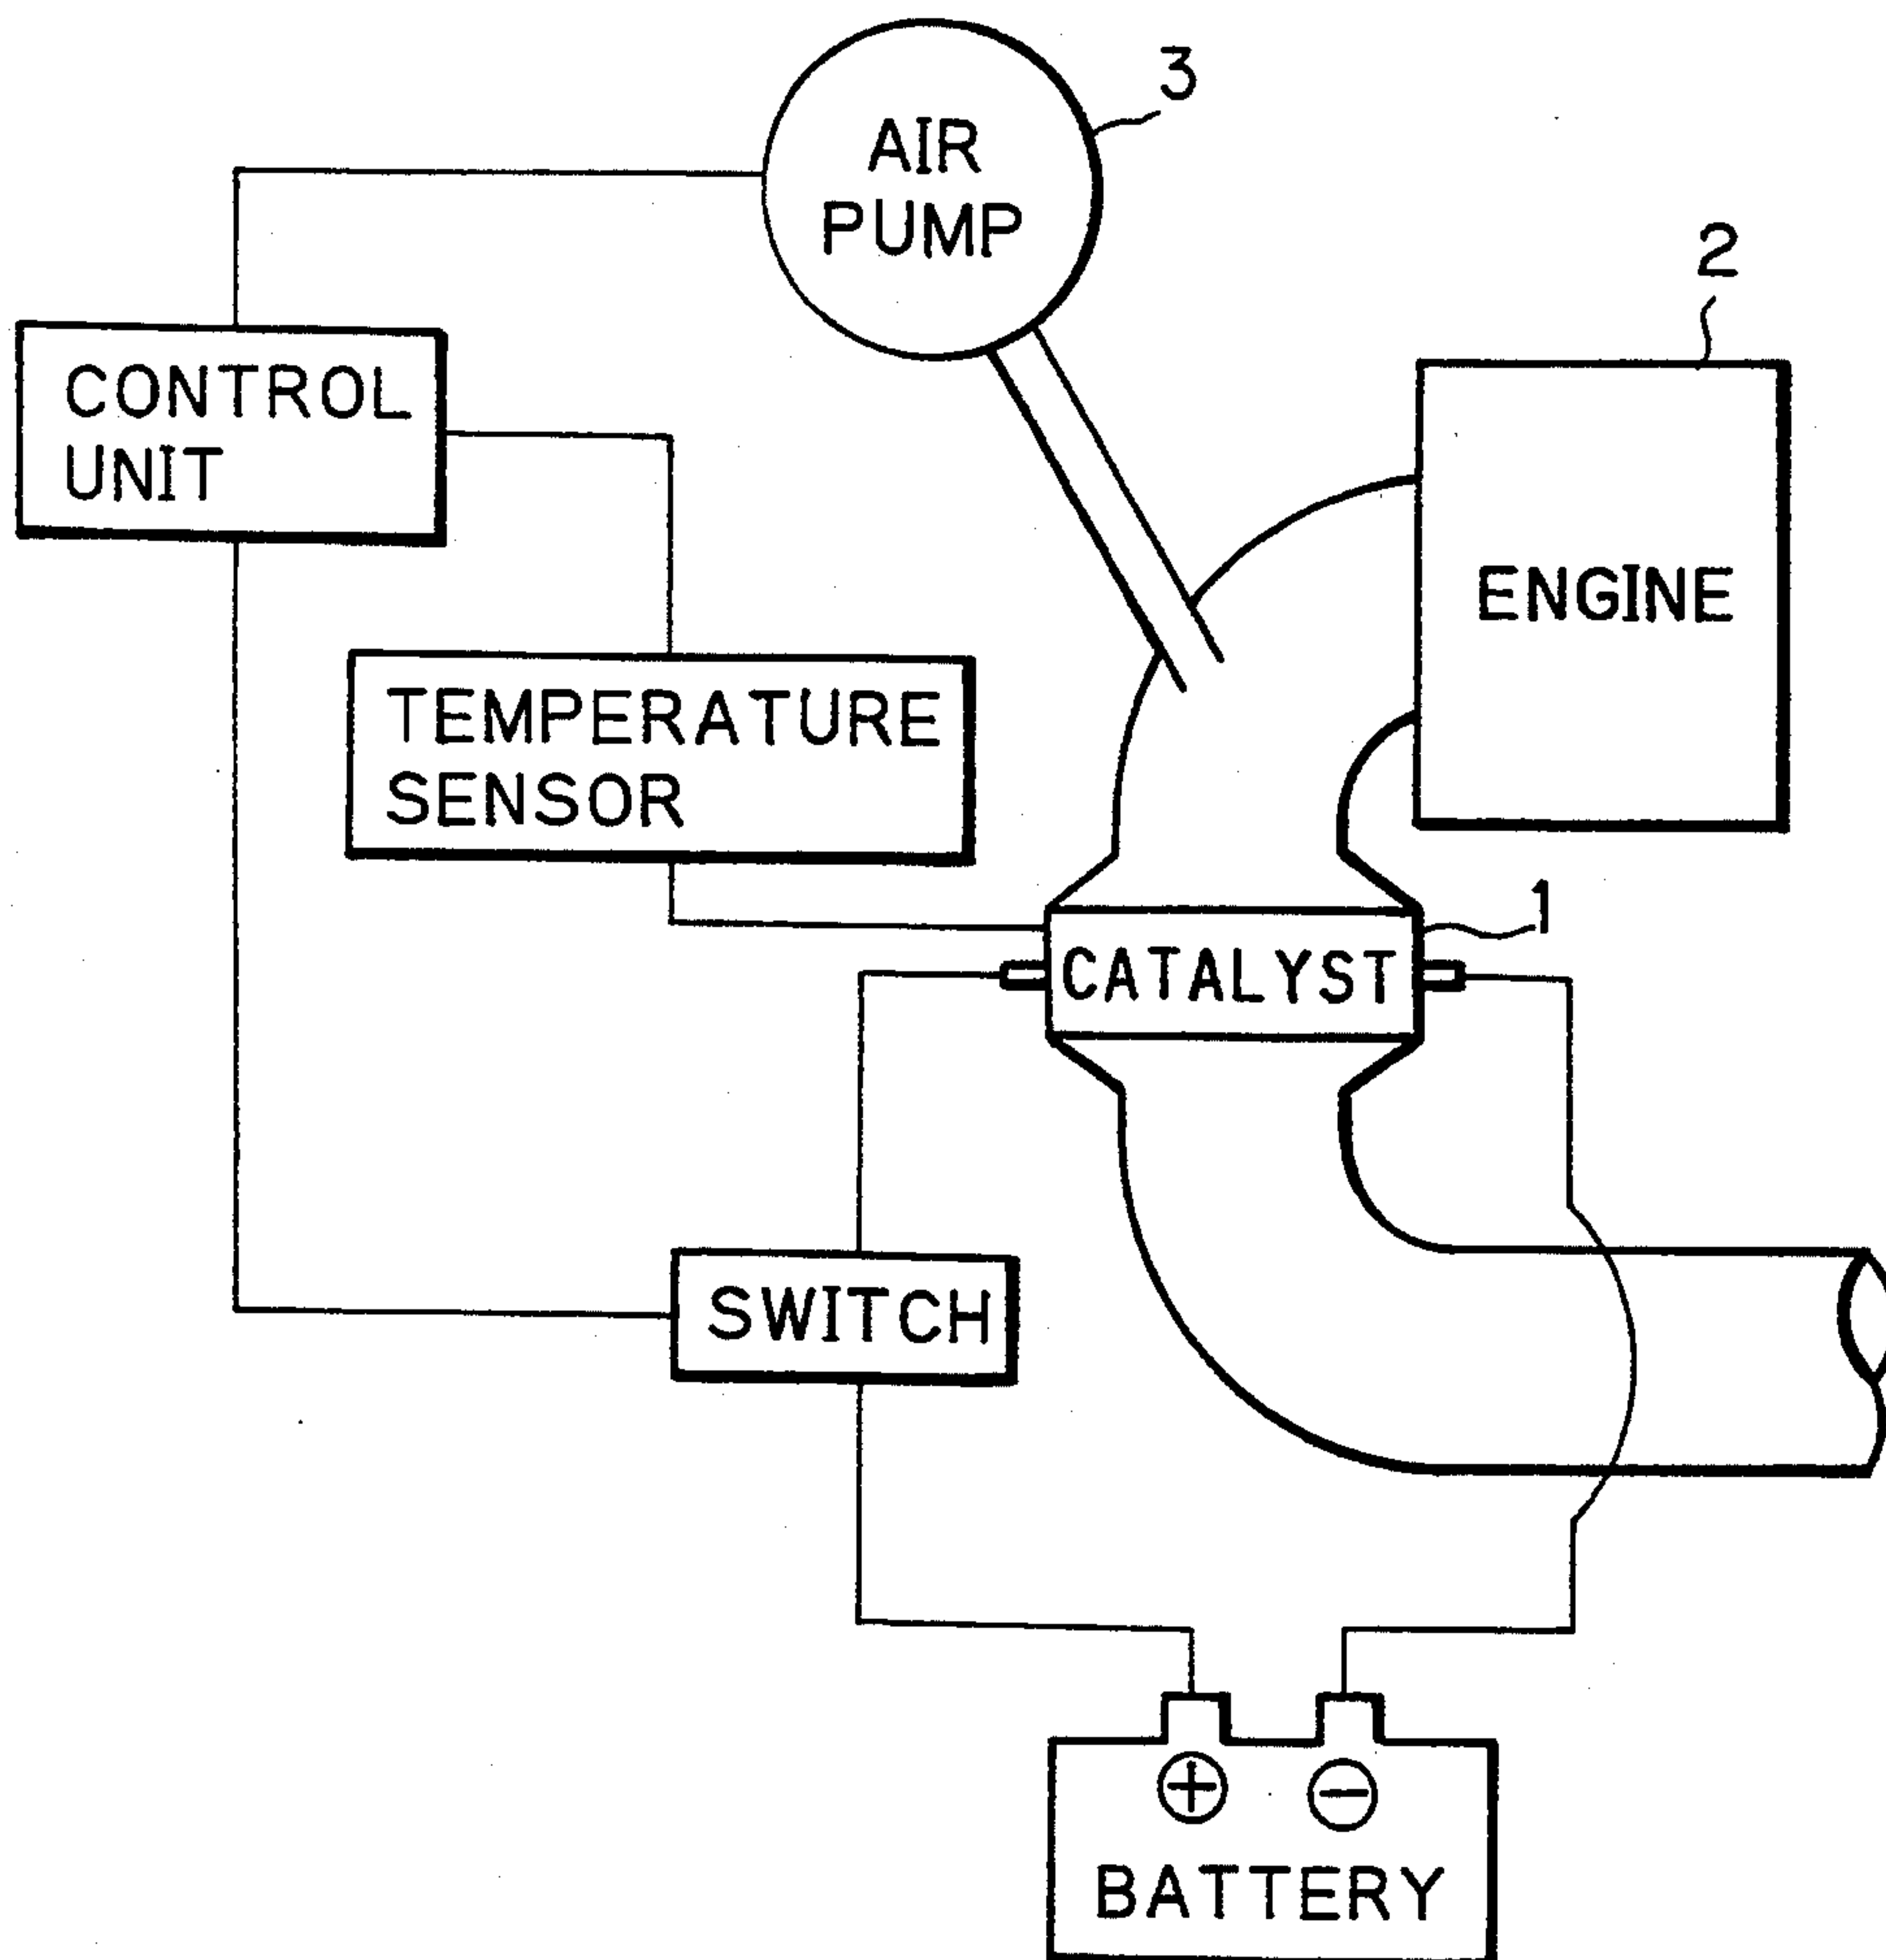 3
AIR
PUMP
2
CONTROL
UNIT
ENGINE
TEMPERATURE
SENSOR
1
CATALYST
SWITCH
+ −
BATTERY